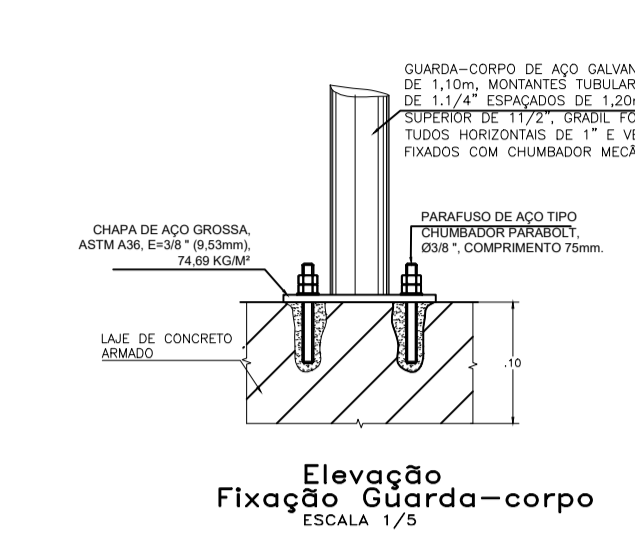 GUARDA-CORPO DE AÇO GALVAN
DE 1,10m, MONTANTES TUBULAR
DE 1.1/4" ESPAÇADOS DE 1,20m
SUPERIOR DE 11/2", GRADIL FO
TUDOS HORIZONTAIS DE 1" E VE
FIXADOS COM CHUMBADOR MECÂ
CHAPA DE AÇO GROSSA,
ASTM A36, E=3/8 " (9,53mm),
74,69 KG/M²
PARAFUSO DE AÇO TIPO
CHUMBADOR PARABOLT,
Ø3/8 ", COMPRIMENTO 75mm.
LAJE DE CONCRETO
ARMADO
.10
Elevação
Fixação Guarda-corpo
ESCALA 1/5